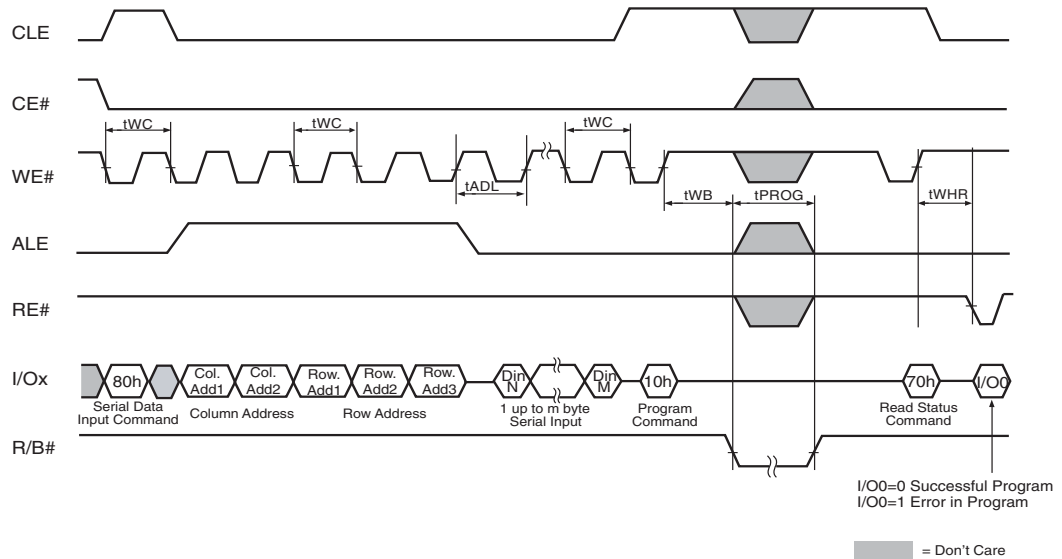 CLE
CE#
tWC
tWC
tWC
WE#
tADL
tWB
tPROG
tWHR
ALE
RE#
I/Ox
80h
Col.
Add1
Col.
Add2
Row.
Add1
Row.
Add2
Row.
Add3
Din
N
Din
M
10h
70h
I/O0
Serial Data
Input Command
Column Address
Row Address
1 up to m byte
Serial Input
Program
Command
Read Status
Command
R/B#
I/O0=0 Successful Program
I/O0=1 Error in Program
= Don't Care